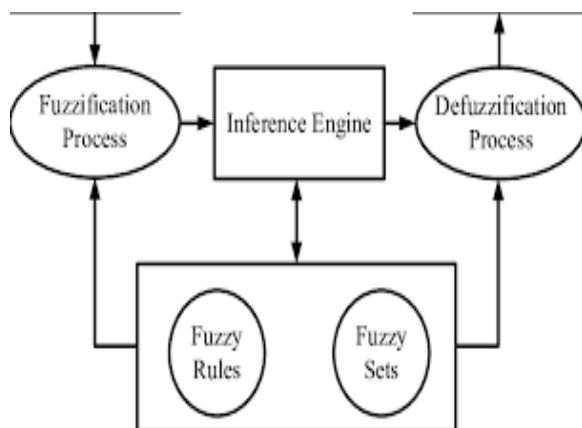 Fuzzification
Process
Inference Engine
Defuzzification
Process
Fuzzy
Rules
Fuzzy
Sets